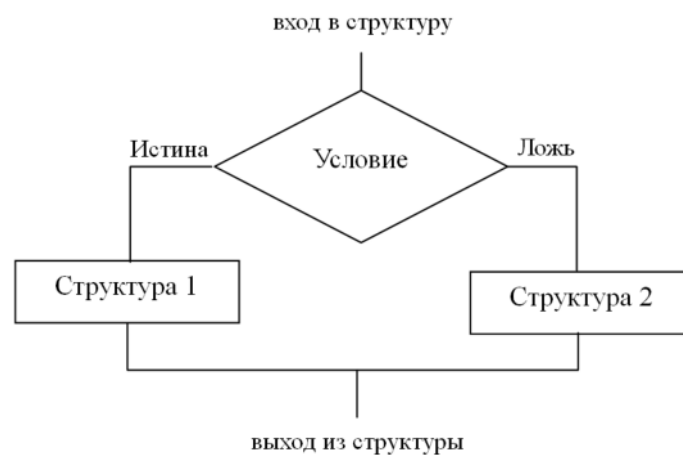 вход в структуру
Истина
Условие
Ложь
Структура 1
Структура 2
выход из структуры